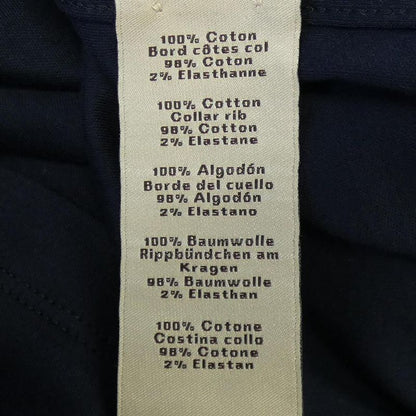 100% Coton
Bord côtes col
98% Coton
2% Elasthanne
100% Cotton
Collar rib
98% Cotton
2% Elastane
100% Algodón
Borde del cuello
98% Algodón
2% Elastano
100% Baumwolle
Rippbündchen am
Kragen
98% Baumwolle
2% Elasthan
100% Cotone
Costina collo
98% Cotone
2% Elastan